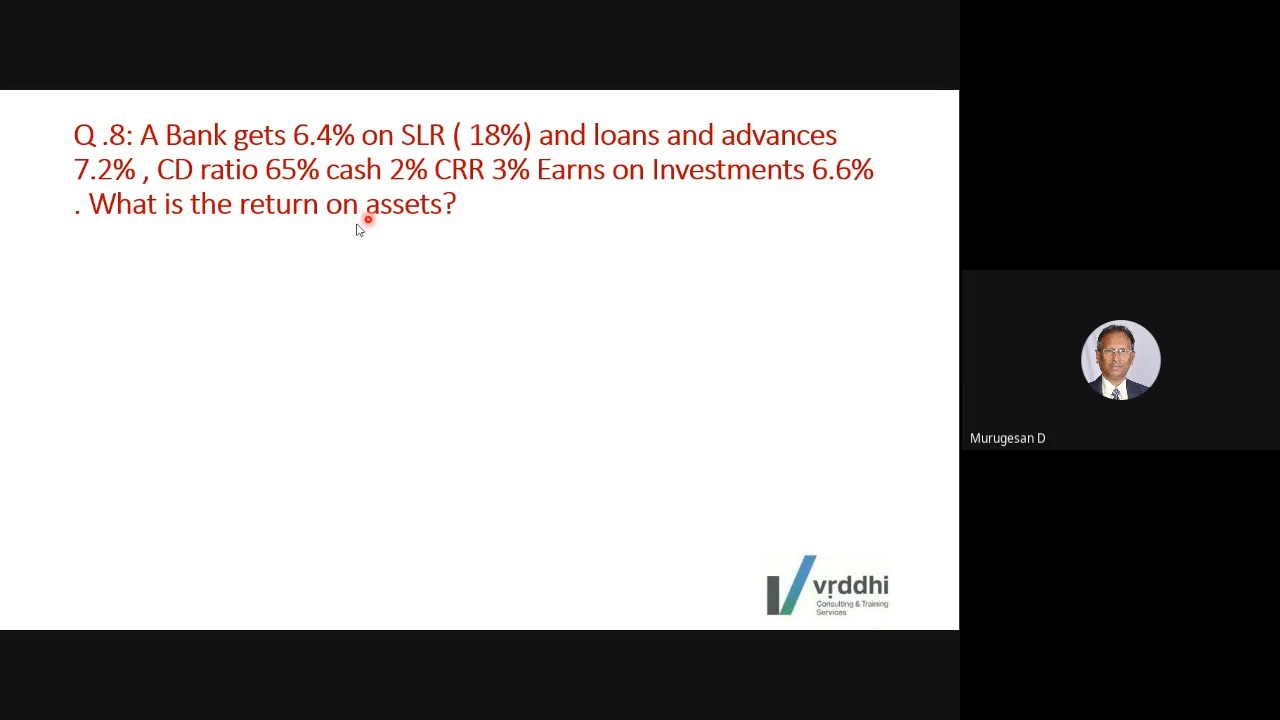 Q .8: A Bank gets 6.4% on SLR ( 18%) and loans and advances
7.2% , CD ratio 65% cash 2% CRR 3% Earns on Investments 6.6%
. What is the return on assets?
Murugesan D
vṛddhi
Consulting & Training
Services